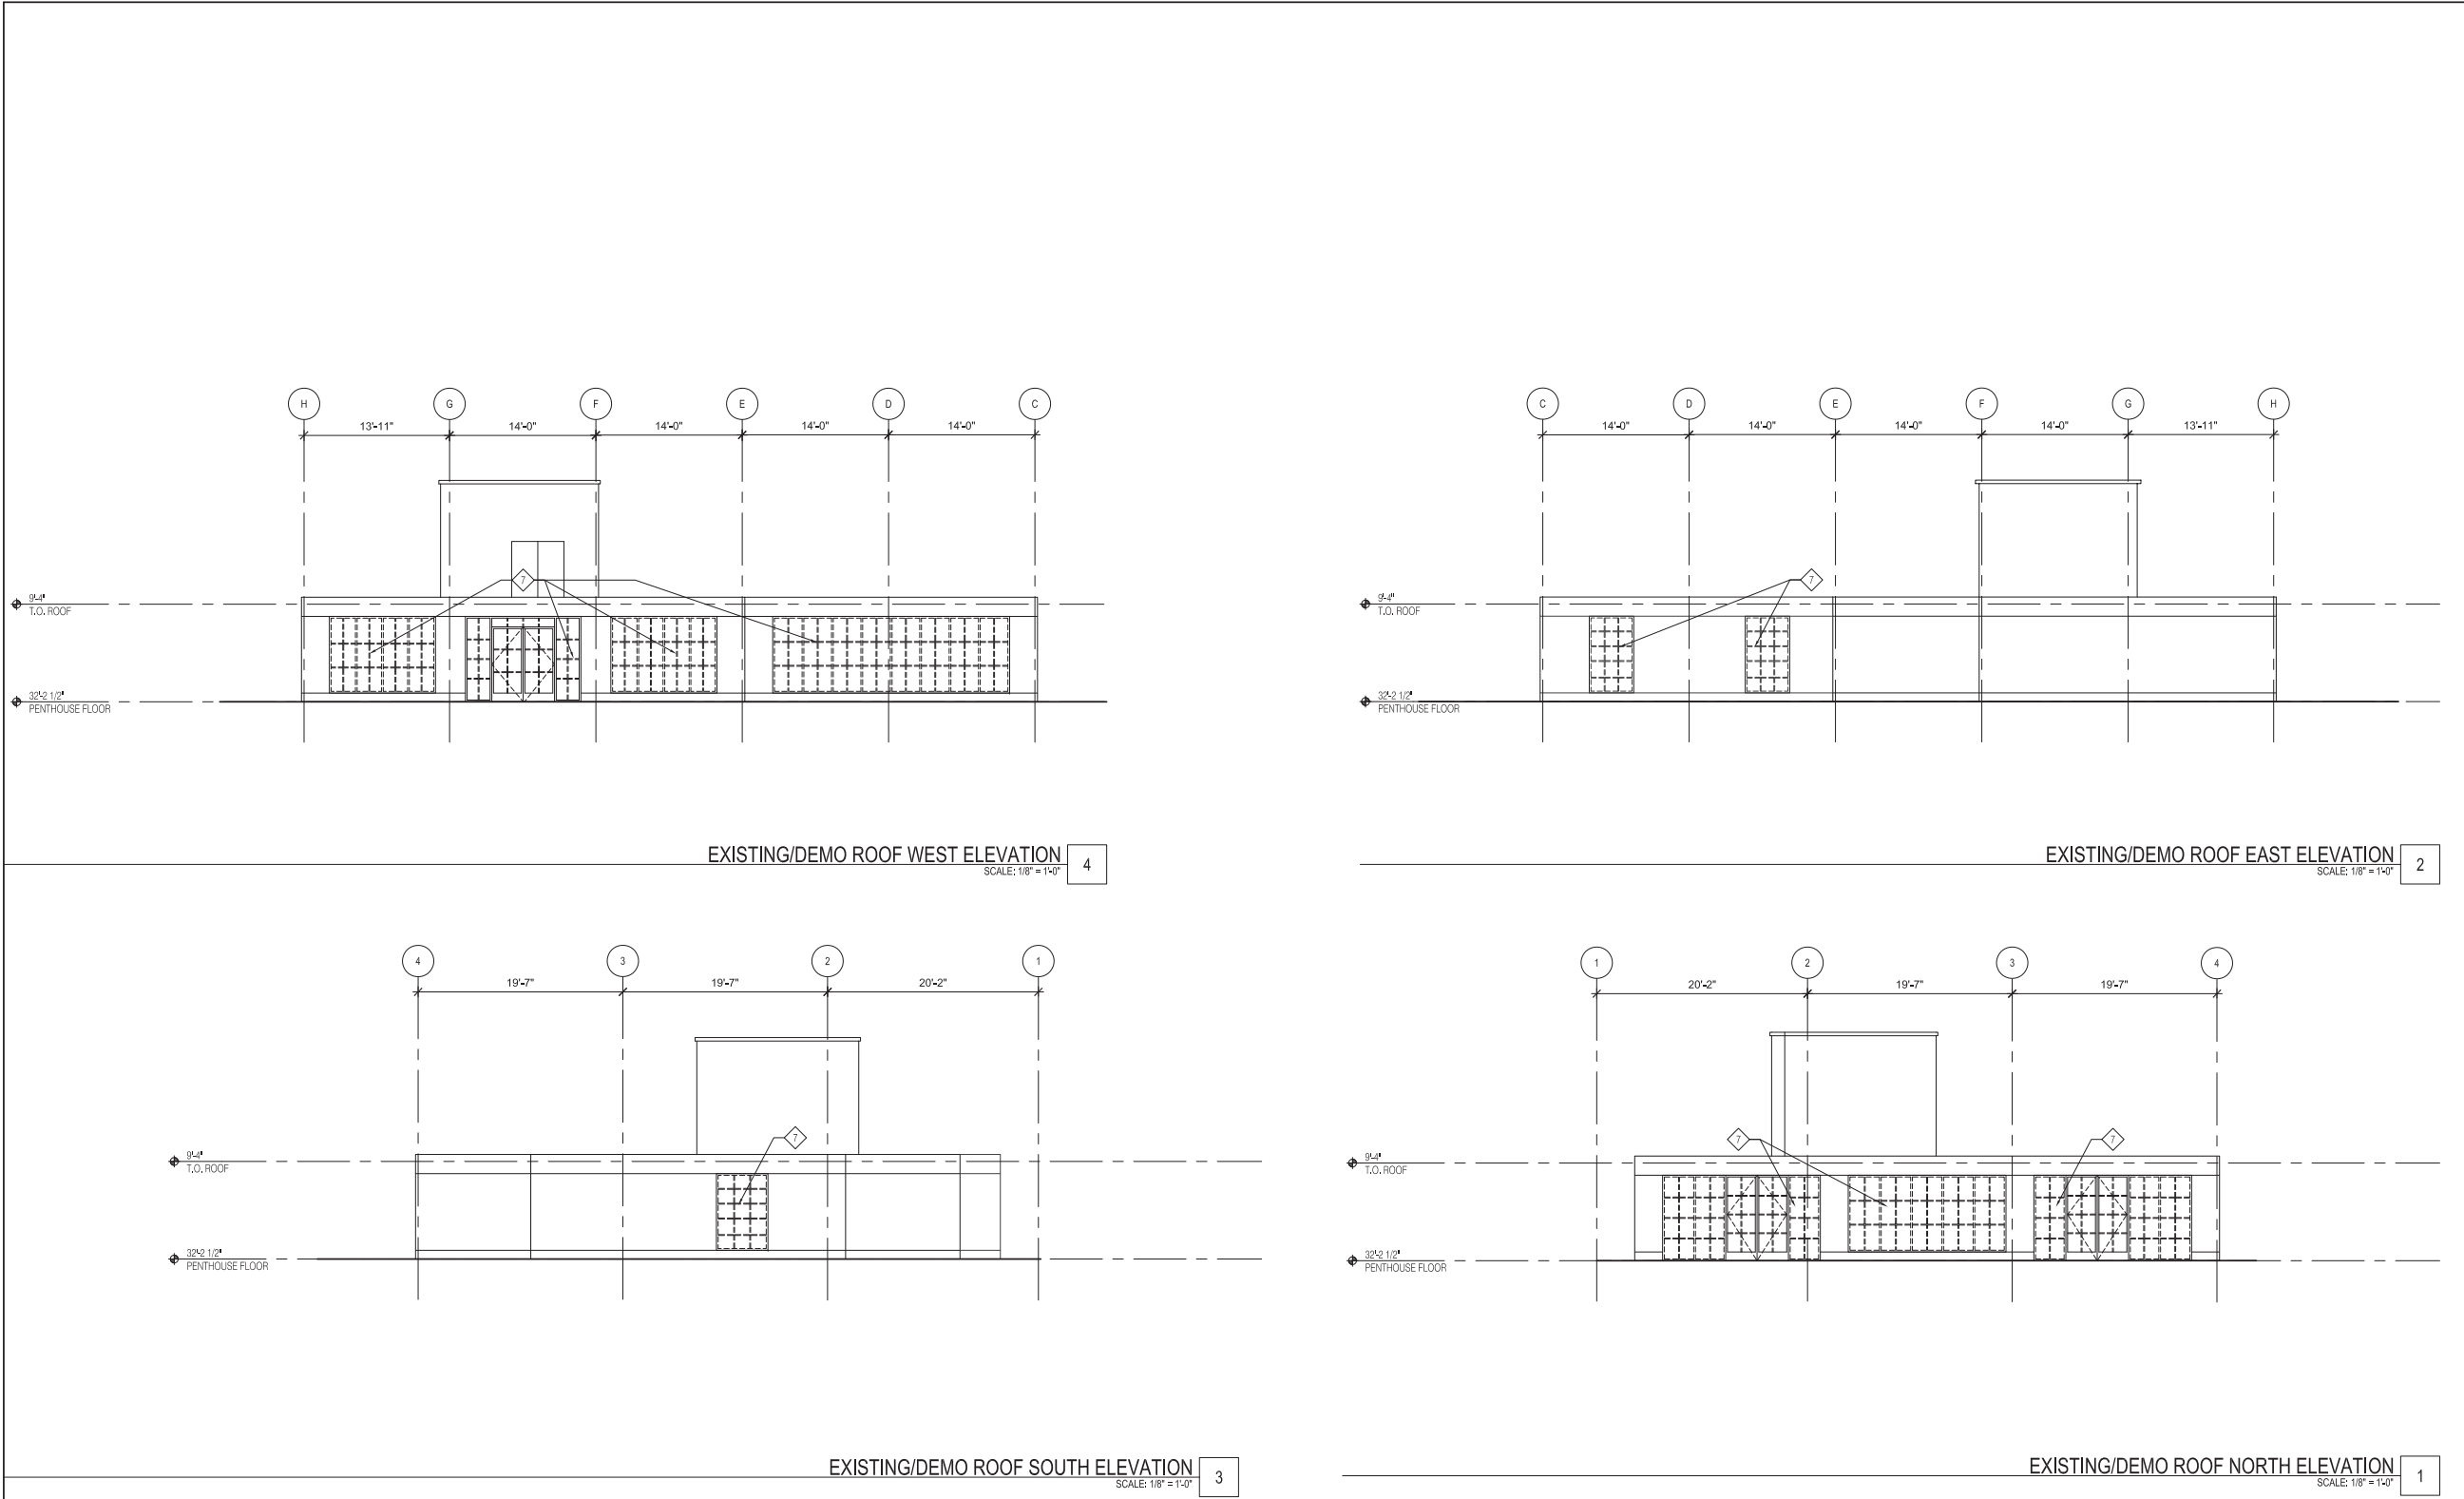 H G F E D C
13'-11" 14'-0" 14'-0" 14'-0" 14'-0"
7
9'-4"
T.O. ROOF
32'-2 1/2"
PENTHOUSE FLOOR
EXISTING/DEMO ROOF WEST ELEVATION 4
SCALE: 1/8" = 1'-0"
C D E F G H
14'-0" 14'-0" 14'-0" 14'-0" 13'-11"
7
9'-4"
T.O. ROOF
32'-2 1/2"
PENTHOUSE FLOOR
EXISTING/DEMO ROOF EAST ELEVATION 2
SCALE: 1/8" = 1'-0"
4 3 2 1
19'-7" 19'-7" 20'-2"
7
9'-4"
T.O. ROOF
32'-2 1/2"
PENTHOUSE FLOOR
EXISTING/DEMO ROOF SOUTH ELEVATION 3
SCALE: 1/8" = 1'-0"
1 2 3 4
20'-2" 19'-7" 19'-7"
7 7
9'-4"
T.O. ROOF
32'-2 1/2"
PENTHOUSE FLOOR
EXISTING/DEMO ROOF NORTH ELEVATION 1
SCALE: 1/8" = 1'-0"